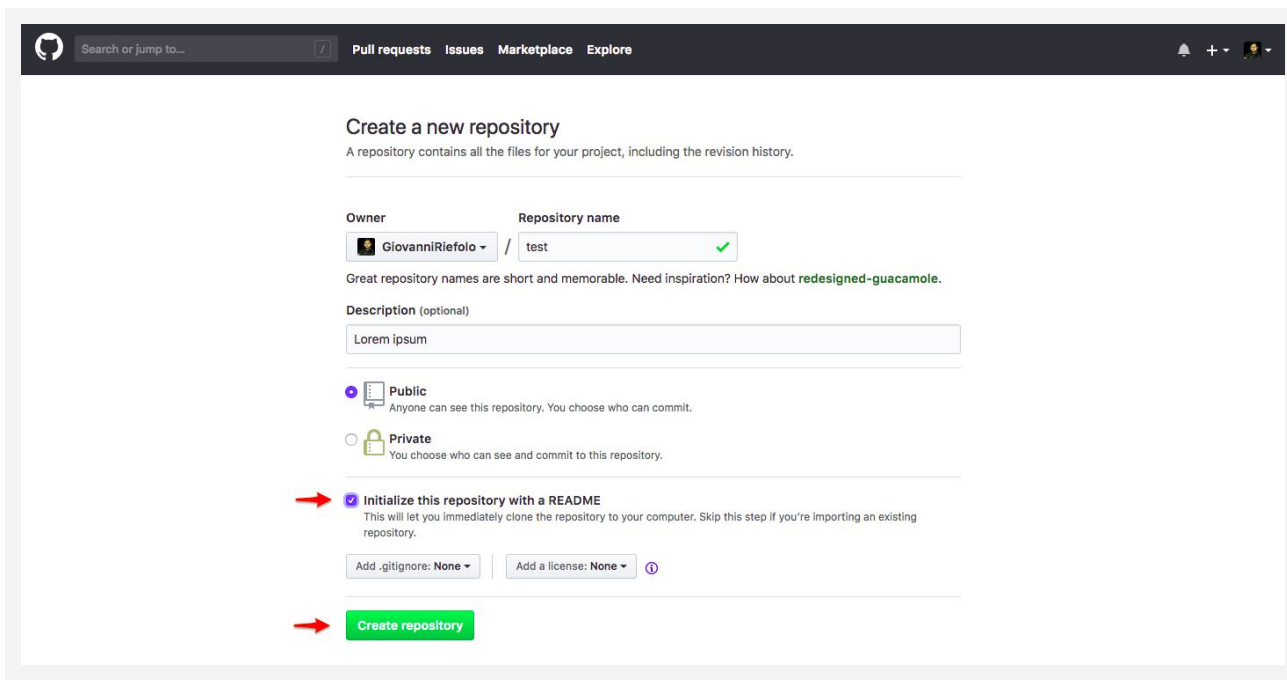 Search or jump to...
/
Pull requests Issues Marketplace Explore
Create a new repository
A repository contains all the files for your project, including the revision history.
Owner Repository name
GiovanniRiefolo / test
Great repository names are short and memorable. Need inspiration? How about redesigned-guacamole.
Description (optional)
Lorem ipsum
Public
Anyone can see this repository. You choose who can commit.
Private
You choose who can see and commit to this repository.
Initialize this repository with a README
This will let you immediately clone the repository to your computer. Skip this step if you’re importing an existing
repository.
Add .gitignore: None Add a license: None
Create repository